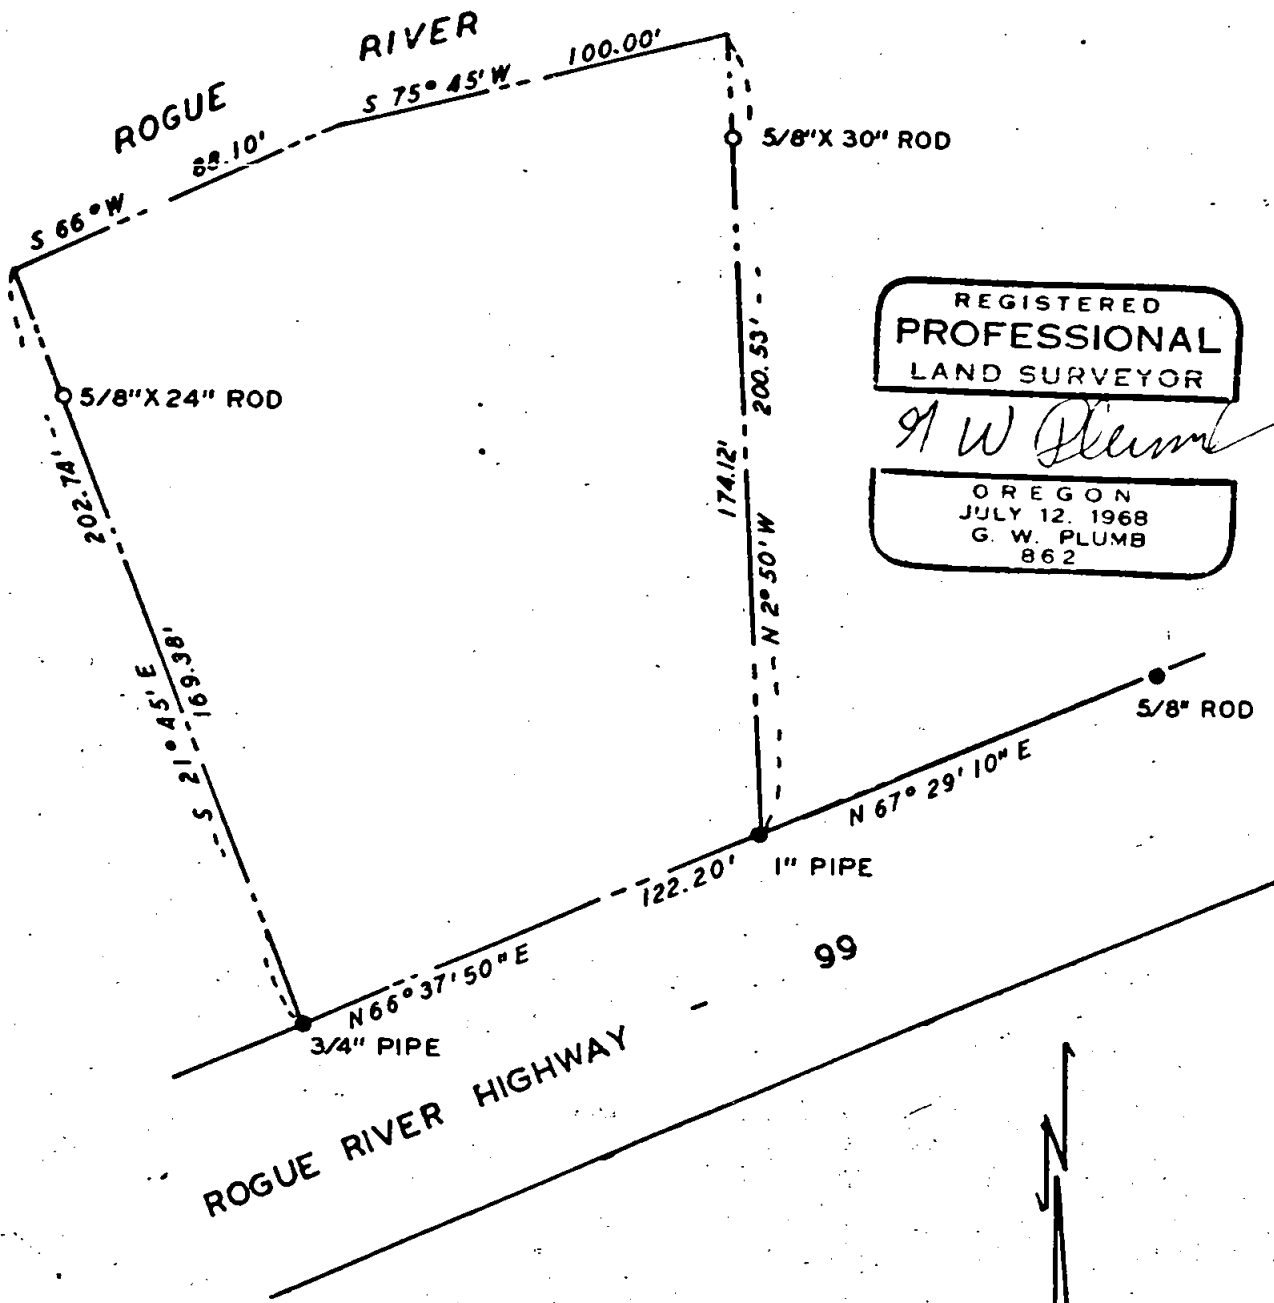 ROGUE RIVER
S 75° 45' W
100.00'
S 66° W
88.10'
5/8"X 30" ROD
5/8"X 24" ROD
202.74'
S 21° 45' E
169.38'
200.53'
174.12'
N 2° 50' W
REGISTERED
PROFESSIONAL
LAND SURVEYOR
G W Plumb
OREGON
JULY 12. 1968
G. W. PLUMB
862
5/8" ROD
N 67° 29' 10" E
1" PIPE
122.20'
N 66° 37' 50" E
3/4" PIPE
ROGUE RIVER HIGHWAY - 99
N